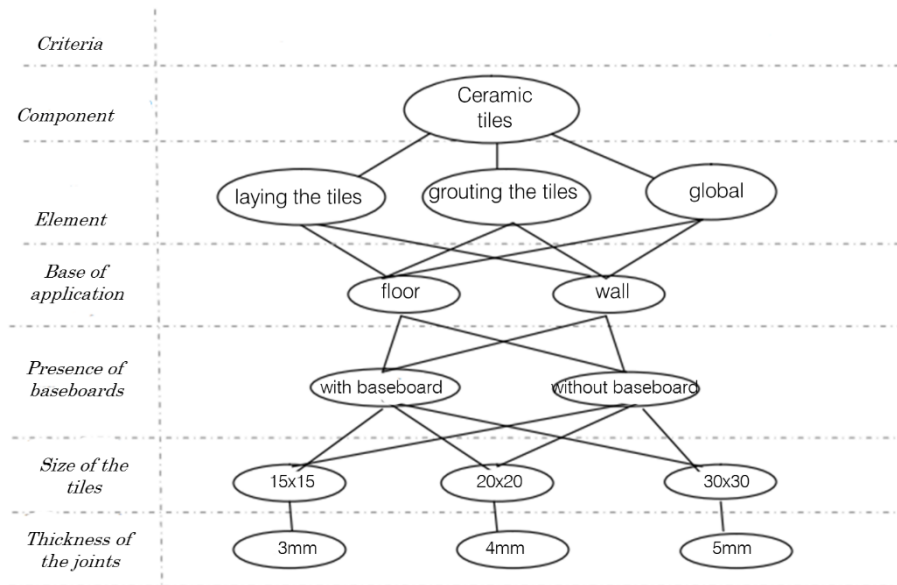 Criteria
Component
Ceramic
tiles
Element
laying the tiles
grouting the tiles
global
Base of
application
floor
wall
Presence of
baseboards
with baseboard
without baseboard
Size of the
tiles
15x15
20x20
30x30
Thickness of
the joints
3mm
4mm
5mm